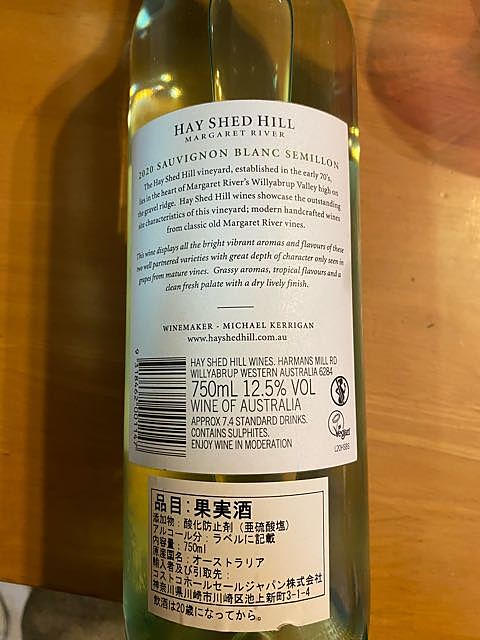 HAY SHED HILL
MARGARET RIVER
2020 SAUVIGNON BLANC SEMILLON
The Hay Shed Hill vineyard, established in the early 70's,
lies in the heart of Margaret River's Willyabrup Valley high on
the gravel ridge. Hay Shed Hill wines showcase the outstanding
site characteristics of this vineyard; modern handcrafted wines
from classic old Margaret River vines.
This wine displays all the bright vibrant aromas and flavours of these
two well partnered varieties with great depth of character only seen in
grapes from mature vines. Grassy aromas, tropical flavours and a
clean fresh palate with a dry lively finish.
WINEMAKER - MICHAEL KERRIGAN
www.hayshedhill.com.au
HAY SHED HILL WINES. HARMANS MILL RD
WILLYABRUP WESTERN AUSTRALIA 6284
750mL 12.5% VOL
WINE OF AUSTRALIA
APPROX 7.4 STANDARD DRINKS.
CONTAINS SULPHITES.
ENJOY WINE IN MODERATION
Vegan
L20HSBS
品目:果実酒
添加物:酸化防止剤(亜硫酸塩)
アルコール分:ラベルに記載
内容量:750ml
原産国名:オーストラリア
輸入者及び引取先:
コストコホールセールジャパン株式会社
神奈川県川崎市川崎区池上新町3-1-4
飲酒は20歳になってから。